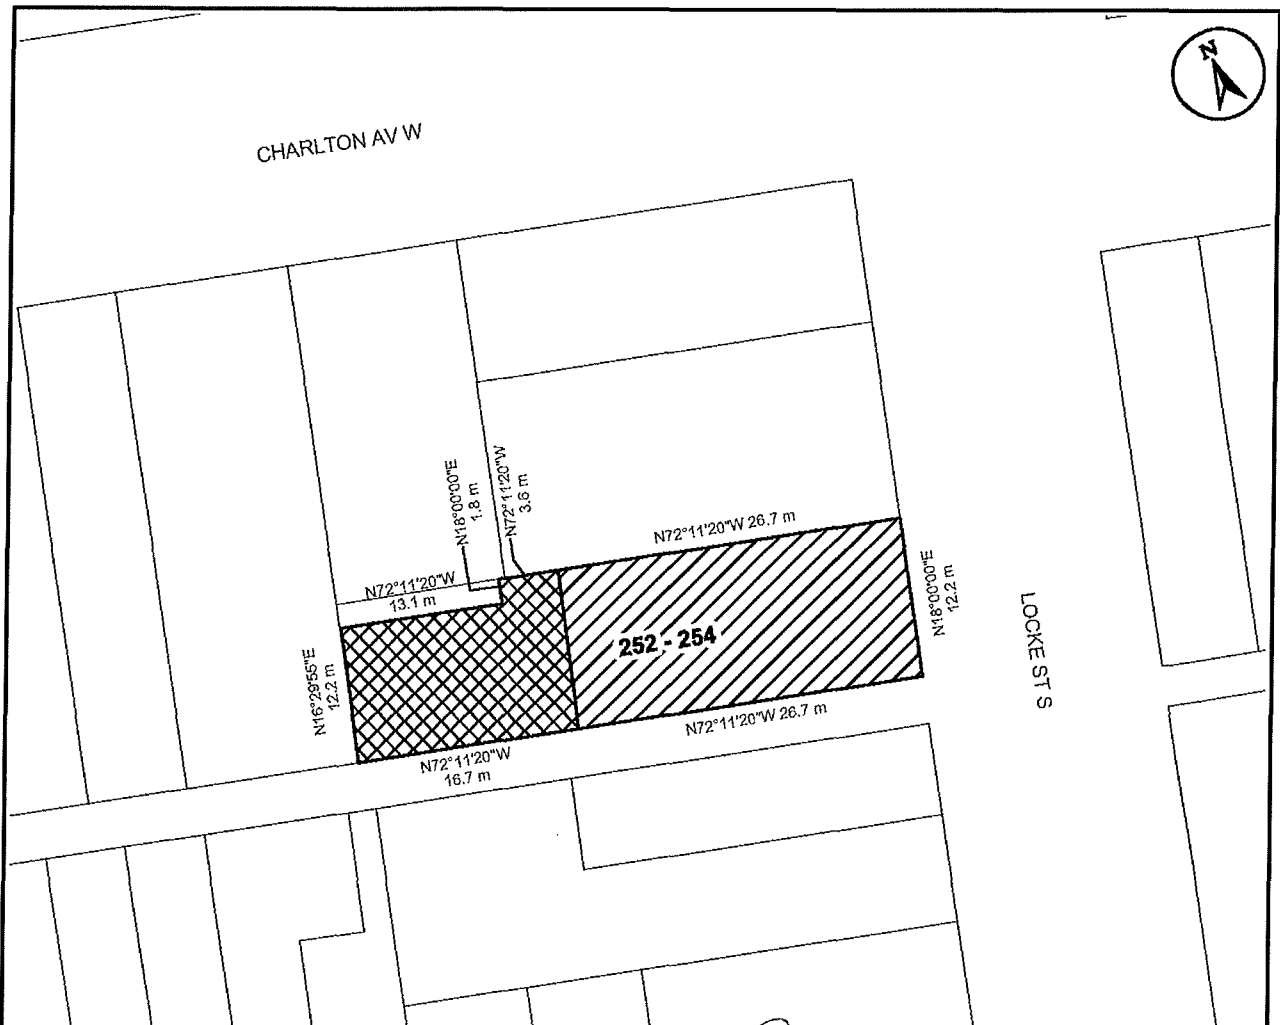 N
CHARLTON AV W
N18°00'00"E
1.8 m
N72°11'20"W
3.6 m
N72°11'20"W 26.7 m
N72°11'20"W
13.1 m
N18°00'00"E
12.2 m
252 - 254
LOCKE ST S
N16°29'55"E
12.2 m
N72°11'20"W 26.7 m
N72°11'20"W
16.7 m